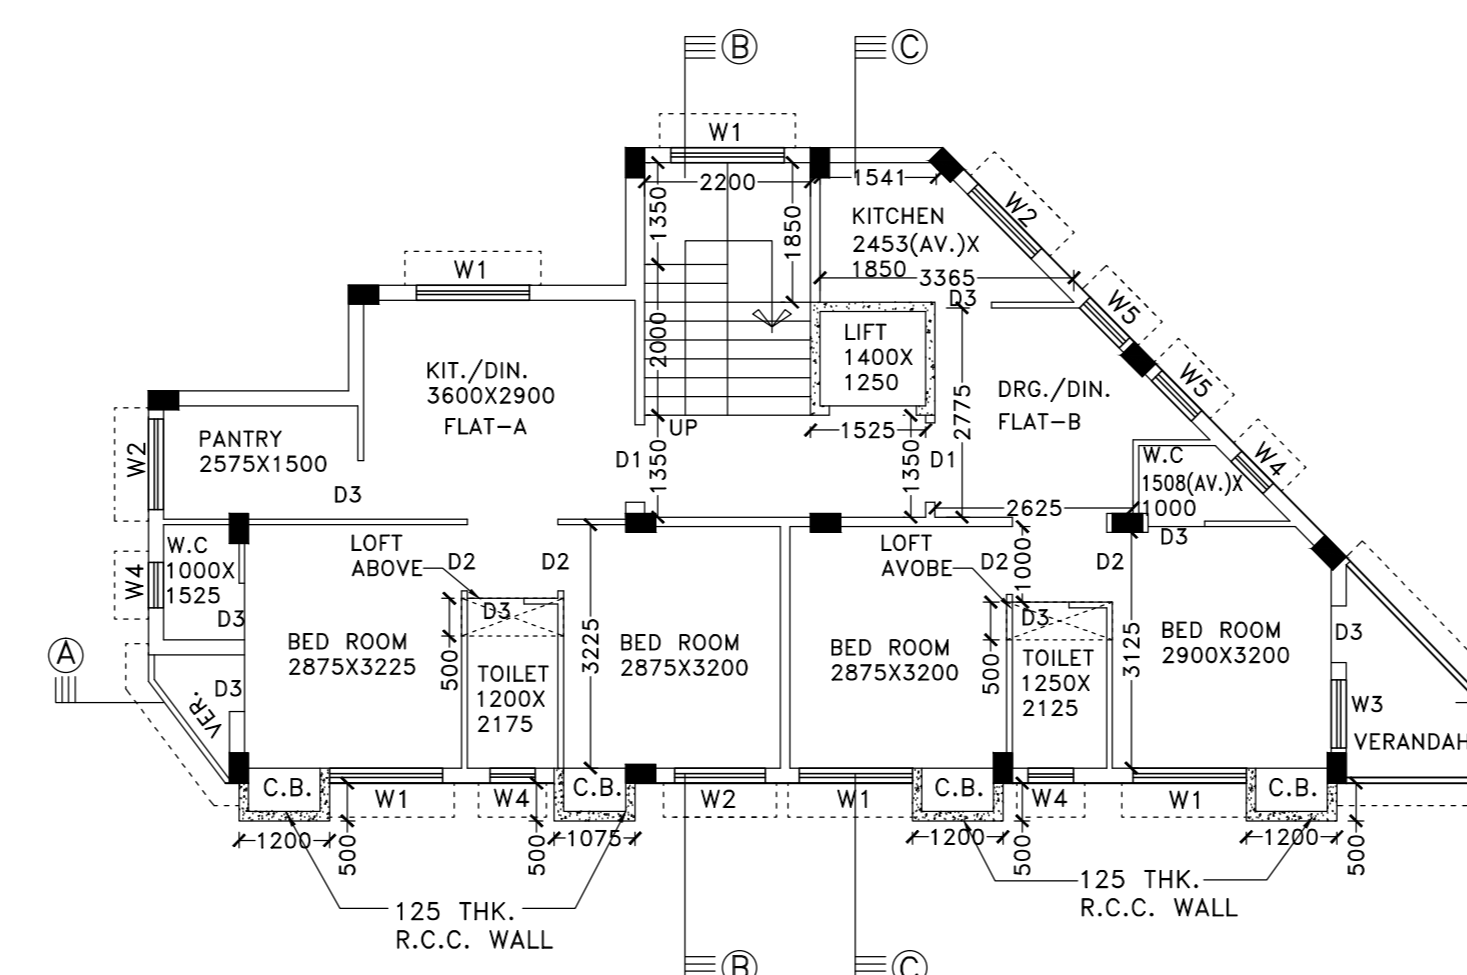 B
C
W1
2200
1541
1350
1850
W2
KITCHEN
2453(AV.)X
1850
3365
D3
W1
W5
LIFT
1400X
1250
2000
W5
KIT./DIN.
3600X2900
FLAT-A
DRG./DIN.
FLAT-B
2775
UP
1525
PANTRY
2575X1500
W2
D3
D1
1350
1350
D1
W.C
1508(AV.)X
1000
W4
2625
D3
W.C
1000X
1525
W4
D3
LOFT
ABOVE
D2
D2
LOFT
AVOBE
D2
1000
D2
D3
D3
D3
A
BED ROOM
2875X3225
500
TOILET
1200X
2175
3225
BED ROOM
2875X3200
BED ROOM
2875X3200
500
TOILET
1250X
2125
3125
BED ROOM
2900X3200
D3
VER.
W3
VERANDAH
C.B.
W1
W4
C.B.
W2
W1
C.B.
W4
W1
C.B.
1200
500
500
1075
1200
500
1200
500
125 THK.
R.C.C. WALL
125 THK.
R.C.C. WALL
B
C